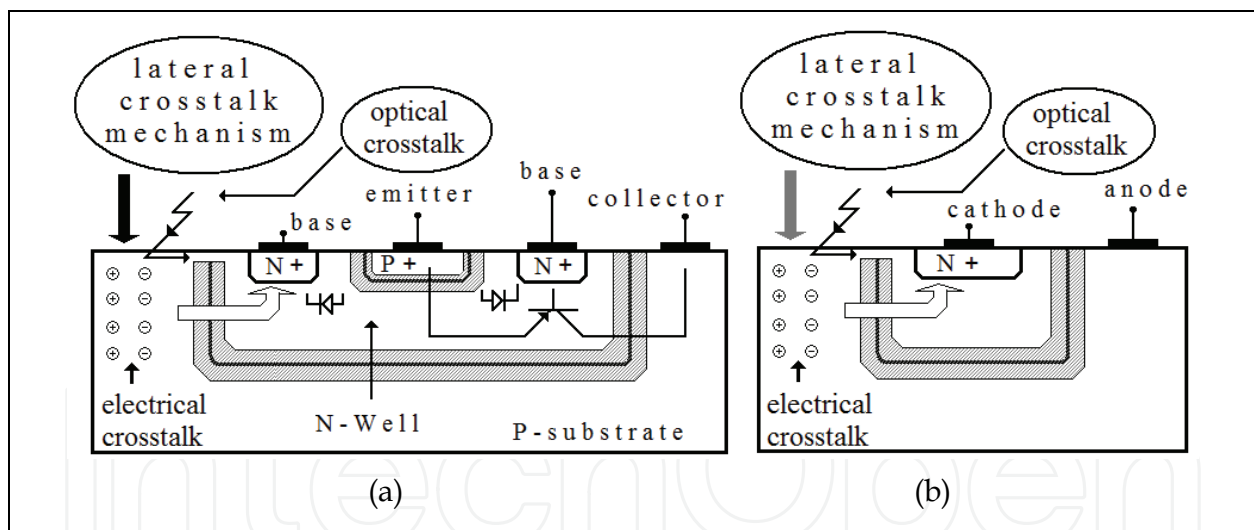 lateral
crosstalk
mechanism
optical
crosstalk
base
emitter
base
collector
N+
P+
N+
electrical
crosstalk
N-Well
P-substrate
(a)
lateral
crosstalk
mechanism
optical
crosstalk
cathode
anode
N+
electrical
crosstalk
(b)
IntechOpen